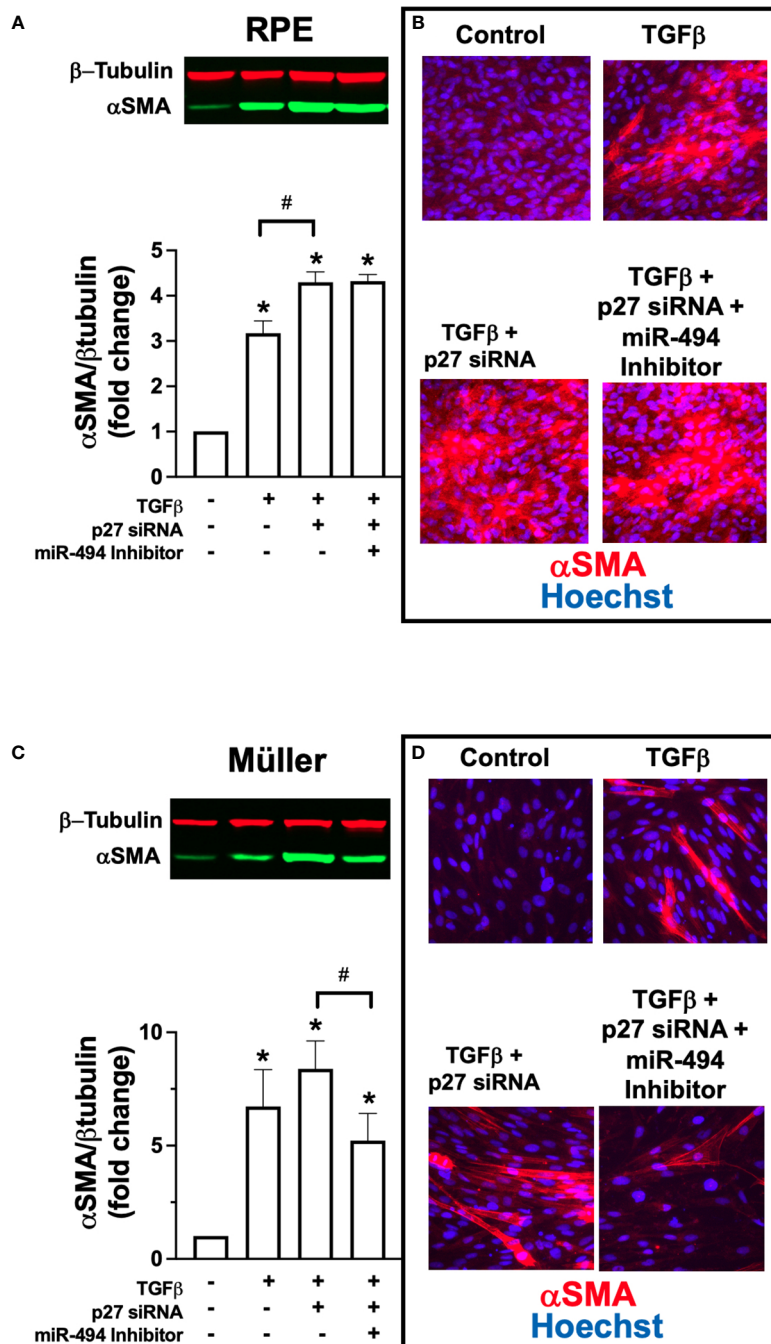 A
RPE
β–Tubulin
αSMA
#
*
*
*
5
4
3
2
1
0
αSMA/βtubulin
(fold change)
TGFβ - + + +
p27 siRNA - - + +
miR-494 Inhibitor - - - +
B
Control
TGFβ
TGFβ +
p27 siRNA
TGFβ +
p27 siRNA +
miR-494
Inhibitor
αSMA
Hoechst
C
Müller
β–Tubulin
αSMA
#
*
*
*
10
5
0
αSMA/βtubulin
(fold change)
TGFβ - + + +
p27 siRNA - - + +
miR-494 Inhibitor - - - +
D
Control
TGFβ
TGFβ +
p27 siRNA
TGFβ +
p27 siRNA +
miR-494
Inhibitor
αSMA
Hoechst